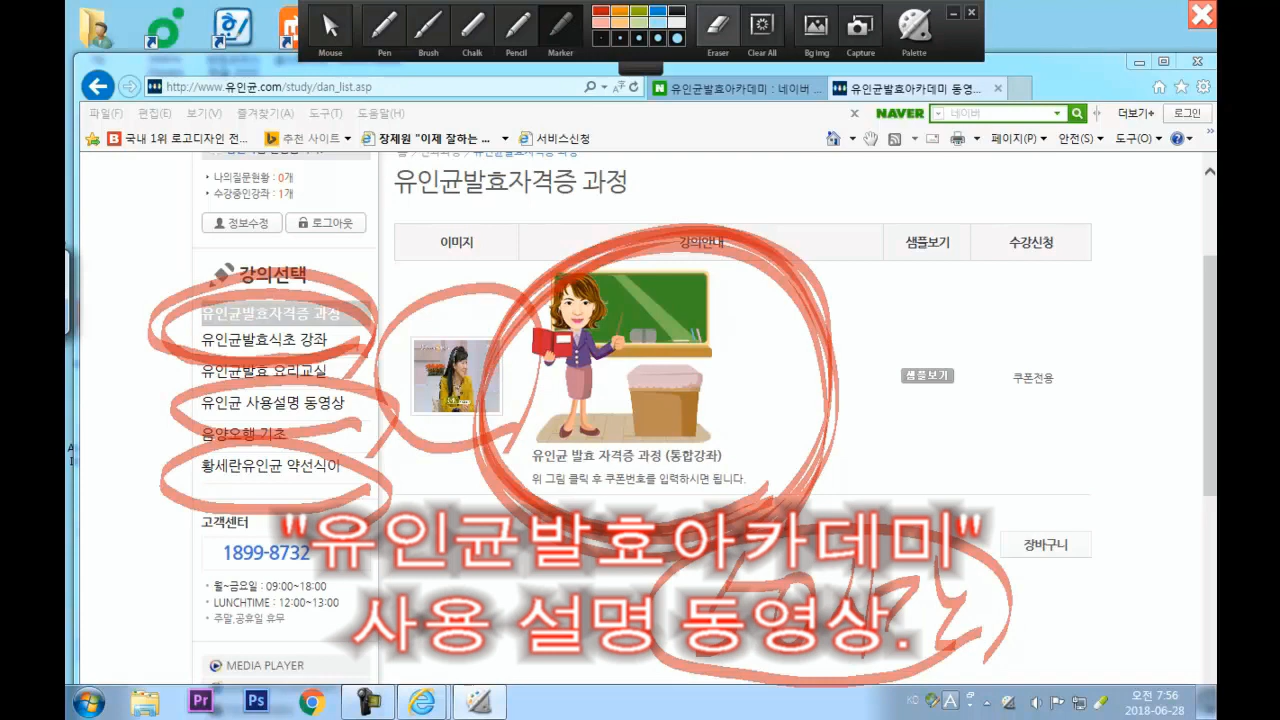 Mouse Pen Brush Chalk Pencil Marker Eraser Clear All Bg Img Capture Palette
http://www.유인균.com/study/dan_list.asp
유인균발효아카데미 : 네이버 ...
유인균발효아카데미 동영...
파일(F) 편집(E) 보기(V) 즐겨찾기(A) 도구(T) 도움말(H)
NAVER 네이버 더보기+ 로그인
국내 1위 로고디자인 전... 추천 사이트 장제원 "이제 잘하는 ... 서비스신청
페이지(P) 안전(S) 도구(O)
나의질문현황 : 0개
수강중인강좌 : 1개
정보수정 로그아웃
강의선택
유인균발효자격증 과정
유인균발효식초 강좌
유인균발효 요리교실
유인균 사용설명 동영상
음양오행 기초
황세란유인균 약선식이
고객센터
1899-8732
월~금요일 : 09:00~18:00
LUNCHTIME : 12:00~13:00
주말,공휴일 휴무
MEDIA PLAYER
유인균발효자격증 과정
이미지 강의안내 샘플보기 수강신청
샘플보기 쿠폰전용
유인균 발효 자격증 과정 (통합강좌)
위 그림 클릭 후 쿠폰번호를 입력하시면 됩니다.
장바구니
"유인균발효아카데미"
사용 설명 동영상.
Pr Ps
KO A
오전 7:56
2018-06-28